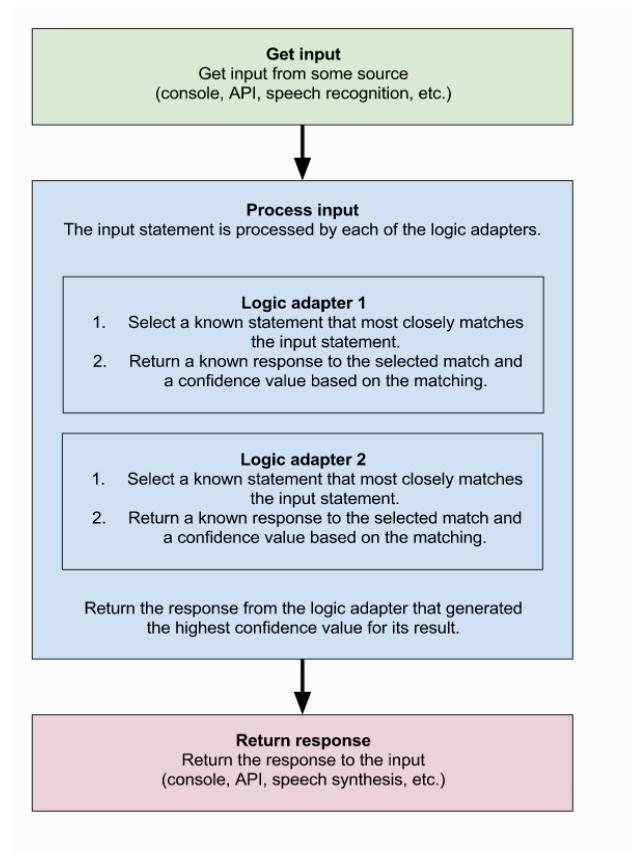 Get input
Get input from some source
(console, API, speech recognition, etc.)
Process input
The input statement is processed by each of the logic adapters.
Logic adapter 1
1. Select a known statement that most closely matches
the input statement.
2. Return a known response to the selected match and
a confidence value based on the matching.
Logic adapter 2
1. Select a known statement that most closely matches
the input statement.
2. Return a known response to the selected match and
a confidence value based on the matching.
Return the response from the logic adapter that generated
the highest confidence value for its result.
Return response
Return the response to the input
(console, API, speech synthesis, etc.)